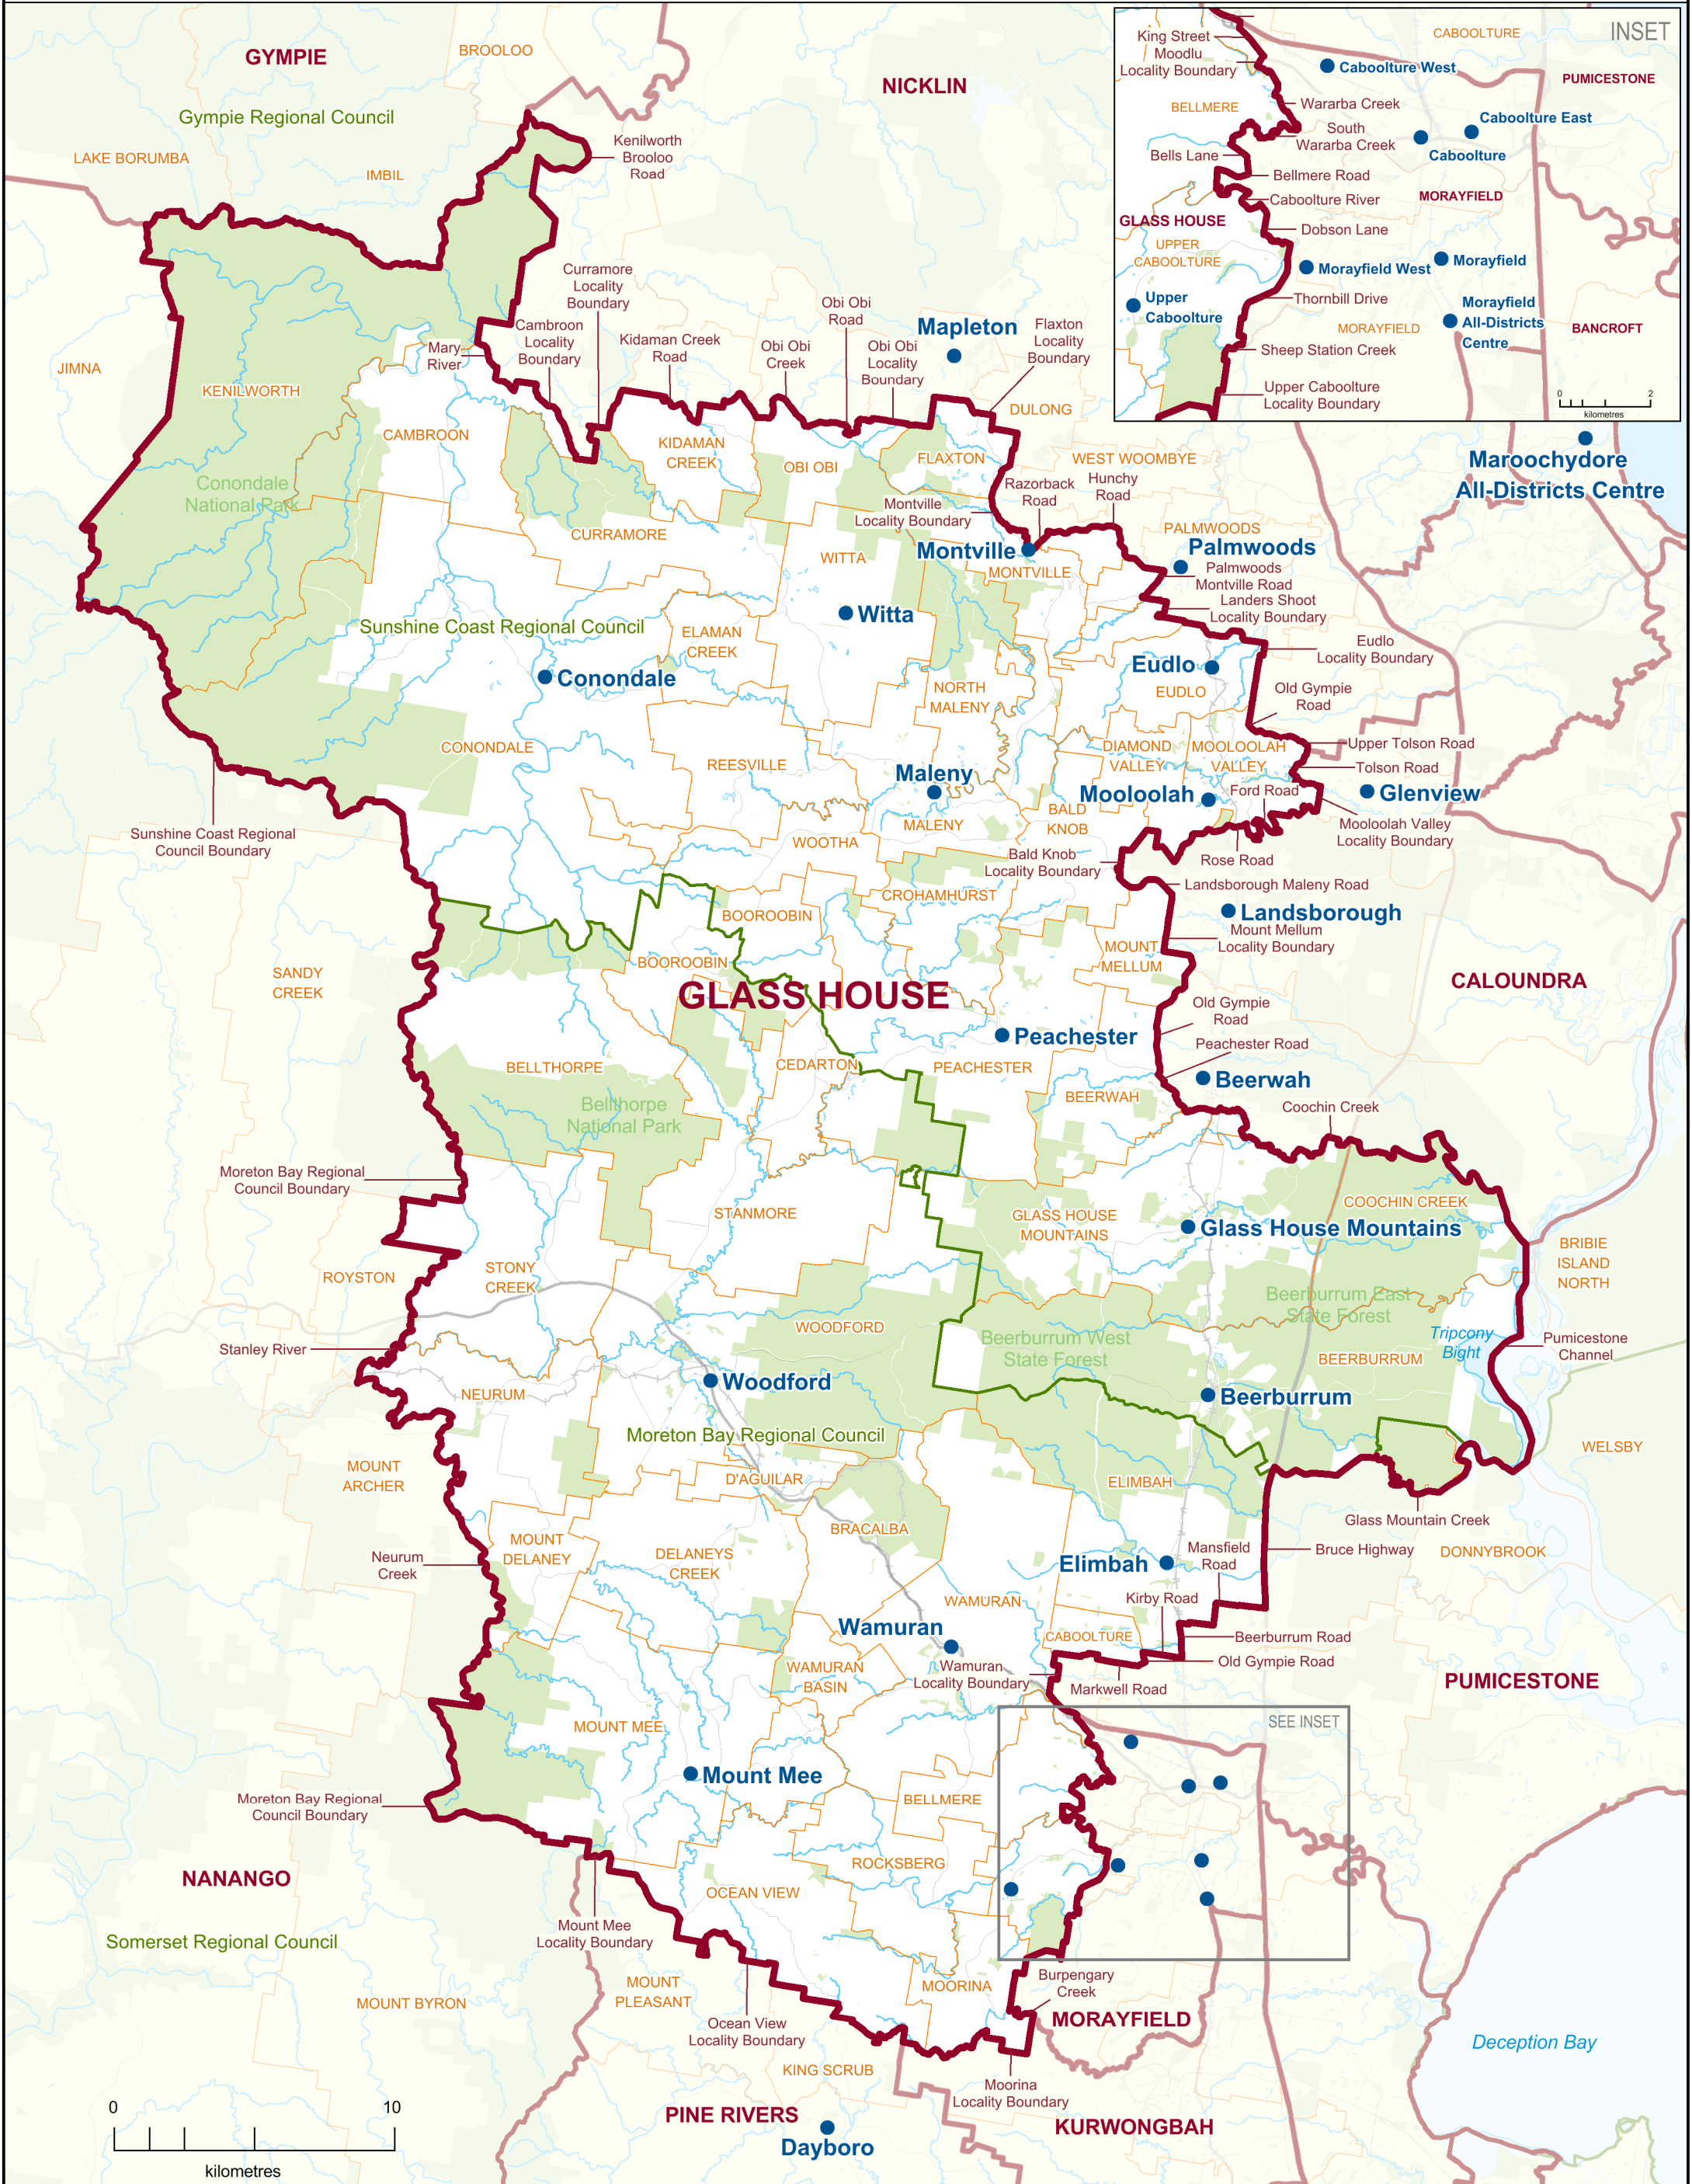 GYMPIE
BROOLOO
NICKLIN
Gympie Regional Council
LAKE BORUMBA
IMBIL
Kenilworth
Brooloo
Road
INSET
King Street
Moodlu
Locality Boundary
CABOOLTURE
Caboolture West
PUMICESTONE
BELLMERE
Wararba Creek
Caboolture East
South
Wararba Creek
Caboolture
Bells Lane
Bellmere Road
Caboolture River
MORAYFIELD
GLASS HOUSE
Dobson Lane
UPPER
CABOOLTURE
Morayfield West
Morayfield
Upper
Caboolture
Thornbill Drive
Morayfield
All-Districts
Centre
MORAYFIELD
BANCROFT
Sheep Station Creek
Upper Caboolture
Locality Boundary
0 2
kilometres
JIMNA
KENILWORTH
Mary
River
Cambroon
Locality
Boundary
Curramore
Locality
Boundary
Kidaman Creek
Road
Obi Obi
Creek
Obi Obi
Road
Obi Obi
Locality
Boundary
Mapleton
Flaxton
Locality
Boundary
DULONG
CAMBROON
KIDAMAN
CREEK
OBI OBI
FLAXTON
WEST WOOMBYE
Maroochydore
All-Districts Centre
Conondale
National Park
Razorback
Road
Hunchy
Road
Montville
Locality Boundary
CURRAMORE
WITTA
Montville
MONTVILLE
PALMWOODS
Palmwoods
Palmwoods
Montville Road
Landers Shoot
Locality Boundary
Witta
Sunshine Coast Regional Council
ELAMAN
CREEK
Eudlo
Eudlo
Locality Boundary
EUDLO
Conondale
NORTH
MALENY
Old Gympie
Road
CONONDALE
REESVILLE
DIAMOND
VALLEY
MOOLOOLAH
VALLEY
Upper Tolson Road
Tolson Road
Maleny
Mooloolah
Ford Road
Glenview
MALENY
BALD
KNOB
Mooloolah Valley
Locality Boundary
Sunshine Coast Regional
Council Boundary
WOOTHA
Bald Knob
Locality Boundary
Rose Road
Landsborough Maleny Road
CROHAMHURST
BOOROOBIN
Landsborough
Mount Mellum
Locality Boundary
MOUNT
MELLUM
BOOROOBIN
SANDY
CREEK
GLASS HOUSE
CALOUNDRA
Old Gympie
Road
Peachester
Peachester Road
BELLTHORPE
CEDARTON
PEACHESTER
Beerwah
BEERWAH
Bellthorpe
National Park
Coochin Creek
Moreton Bay Regional
Council Boundary
STANMORE
GLASS HOUSE
MOUNTAINS
COOCHIN CREEK
Glass House Mountains
BRIBIE
ISLAND
NORTH
ROYSTON
STONY
CREEK
Beerburrum East
State Forest
WOODFORD
Beerburrum West
State Forest
Tripcony
Bight
Pumicestone
Channel
Stanley River
BEERBURRUM
Woodford
NEURUM
Beerburrum
Moreton Bay Regional Council
WELSBY
MOUNT
ARCHER
D'AGUILAR
ELIMBAH
Glass Mountain Creek
BRACALBA
MOUNT
DELANEY
DELANEYS
CREEK
Neurum
Creek
Elimbah
Mansfield
Road
Bruce Highway
DONNYBROOK
WAMURAN
Kirby Road
Wamuran
CABOOLTURE
Beerburrum Road
Old Gympie Road
WAMURAN
BASIN
Wamuran
Locality Boundary
Markwell Road
PUMICESTONE
SEE INSET
MOUNT MEE
Mount Mee
Moreton Bay Regional
Council Boundary
BELLMERE
ROCKSBERG
NANANGO
OCEAN VIEW
Somerset Regional Council
Mount Mee
Locality Boundary
MOUNT
PLEASANT
MOORINA
Burpengary
Creek
MOUNT BYRON
MORAYFIELD
Ocean View
Locality Boundary
Deception Bay
KING SCRUB
Moorina
Locality Boundary
0 10
kilometres
PINE RIVERS
KURWONGBAH
Dayboro